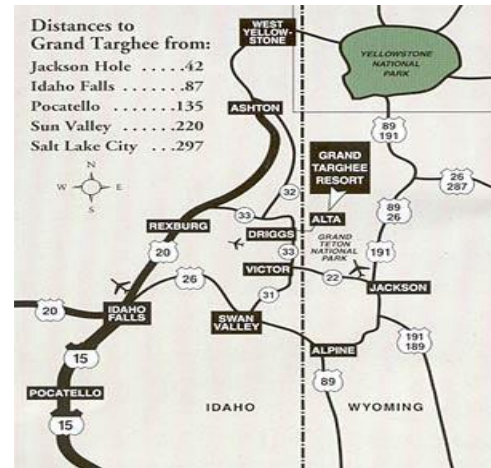 Distances to
Grand Targhee from:
Jackson Hole .....42
Idaho Falls .....87
Pocatello ........135
Sun Valley ......220
Salt Lake City ...297
N
W E
S
WEST
YELLOW-
STONE
YELLOWSTONE
NATIONAL
PARK
ASHTON
89
191
GRAND
TARGHEE
RESORT
26
287
32
89
26
33
ALTA
REXBURG
DRIGGS
GRAND
TETON
NATIONAL
PARK
20
33
191
VICTOR
22
26
JACKSON
31
20
IDAHO
FALLS
SWAN
VALLEY
191
189
ALPINE
15
89
POCATELLO
IDAHO
WYOMING
15